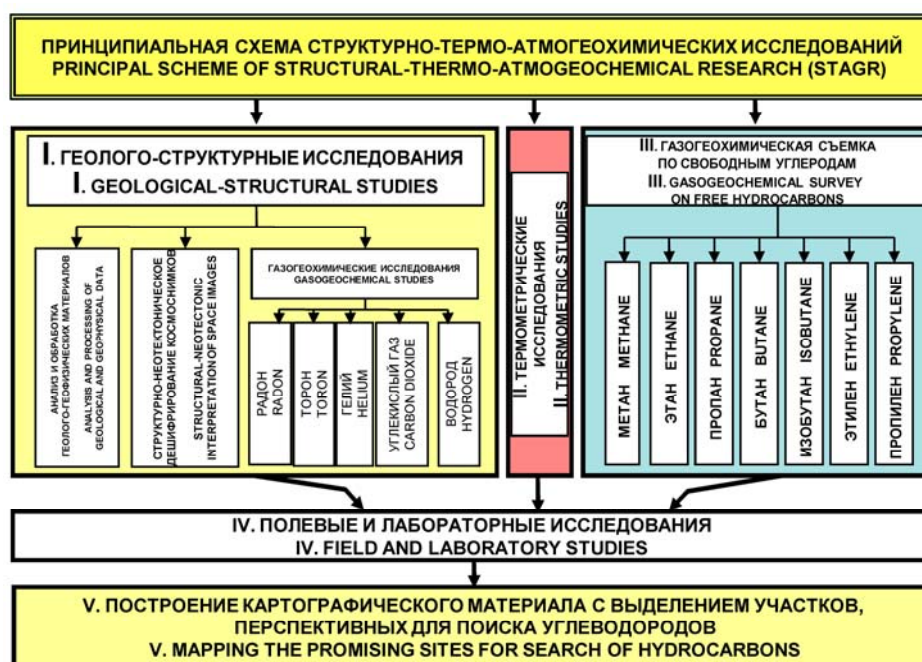 ПРИНЦИПИАЛЬНАЯ СХЕМА СТРУКТУРНО-ТЕРМО-АТМОГЕОХИМИЧЕСКИХ ИССЛЕДОВАНИЙ
PRINCIPAL SCHEME OF STRUCTURAL-THERMO-ATMOGEOCHEMICAL RESEARCH (STAGR)
I. ГЕОЛОГО-СТРУКТУРНЫЕ ИССЛЕДОВАНИЯ
I. GEOLOGICAL-STRUCTURAL STUDIES
АНАЛИЗ И ОБРАБОТКА
ГЕОЛОГО-ГЕОФИЗИЧЕСКИХ МАТЕРИАЛОВ
ANALYSIS AND PROCESSING OF
GEOLOGICAL AND GEOPHYSICAL DATA
СТРУКТУРНО-НЕОТЕКТОНИЧЕСКОЕ
ДЕШИФРИРОВАНИЕ КОСМОСНИМКОВ
STRUCTURAL-NEOTECTONIC
INTERPRETATION OF SPACE IMAGES
ГАЗОГЕОХИМИЧЕСКИЕ ИССЛЕДОВАНИЯ
GASOGEOCHEMICAL STUDIES
РАДОН
RADON
ТОРОН
TORON
ГЕЛИЙ
HELIUM
УГЛЕКИСЛЫЙ ГАЗ
CARBON DIOXIDE
ВОДОРОД
HYDROGEN
II. ТЕРМОМЕТРИЧЕСКИЕ
ИССЛЕДОВАНИЯ
II. THERMOMETRIC STUDIES
III. ГАЗОГЕОХИМИЧЕСКАЯ СЪЕМКА
ПО СВОБОДНЫМ УГЛЕРОДАМ
III. GASOGEOCHEMICAL SURVEY
ON FREE HYDROCARBONS
МЕТАН METHANE
ЭТАН ETHANE
ПРОПАН PROPANE
БУТАН BUTANE
ИЗОБУТАН ISOBUTANE
ЭТИЛЕН ETHYLENE
ПРОПИЛЕН PROPYLENE
IV. ПОЛЕВЫЕ И ЛАБОРАТОРНЫЕ ИССЛЕДОВАНИЯ
IV. FIELD AND LABORATORY STUDIES
V. ПОСТРОЕНИЕ КАРТОГРАФИЧЕСКОГО МАТЕРИАЛА С ВЫДЕЛЕНИЕМ УЧАСТКОВ,
ПЕРСПЕКТИВНЫХ ДЛЯ ПОИСКА УГЛЕВОДОРОДОВ
V. MAPPING THE PROMISING SITES FOR SEARCH OF HYDROCARBONS